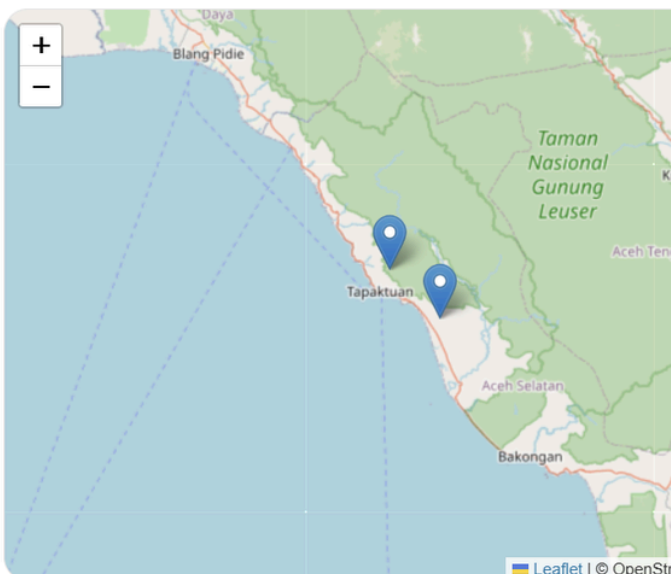 Daya
+
−
Blang Pidie
Taman
Nasional
Gunung
Leuser
K
Aceh Ten
Tapaktuan
Aceh Selatan
Bakongan
Leaflet | © OpenStr